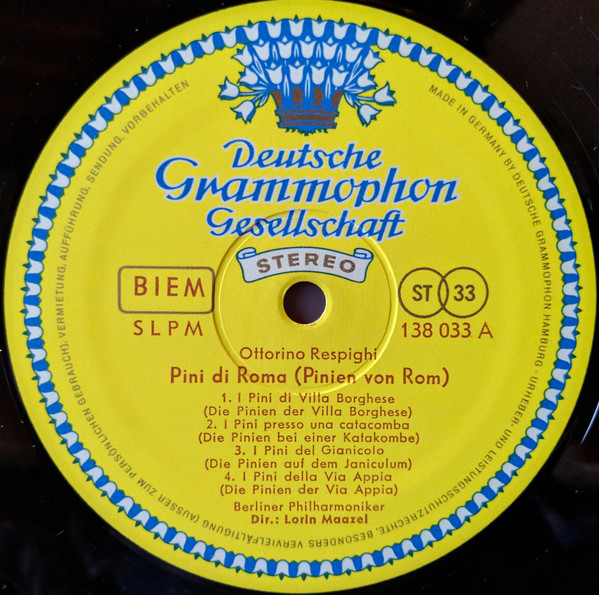 Deutsche
Grammophon
Gesellschaft
STEREO
BIEM
SLPM
ST 33
138 033 A
Ottorino Respighi
Pini di Roma (Pinien von Rom)
1. I Pini di Villa Borghese
(Die Pinien der Villa Borghese)
2. I Pini presso una catacomba
(Die Pinien bei einer Katakombe)
3. I Pini del Gianicolo
(Die Pinien auf dem Janiculum)
4. I Pini della Via Appia
(Die Pinien der Via Appia)
Berliner Philharmoniker
Dir.: Lorin Maazel
MADE IN GERMANY BY DEUTSCHE GRAMMOPHON HAMBURG · URHEBER- UND LEISTUNGSSCHUTZRECHTE, BESONDERS VERVIELFÄLTIGUNG (AUSSER ZUM PERSÖNLICHEN GEBRAUCH), VERMIETUNG, AUFFÜHRUNG, SENDUNG, VORBEHALTEN